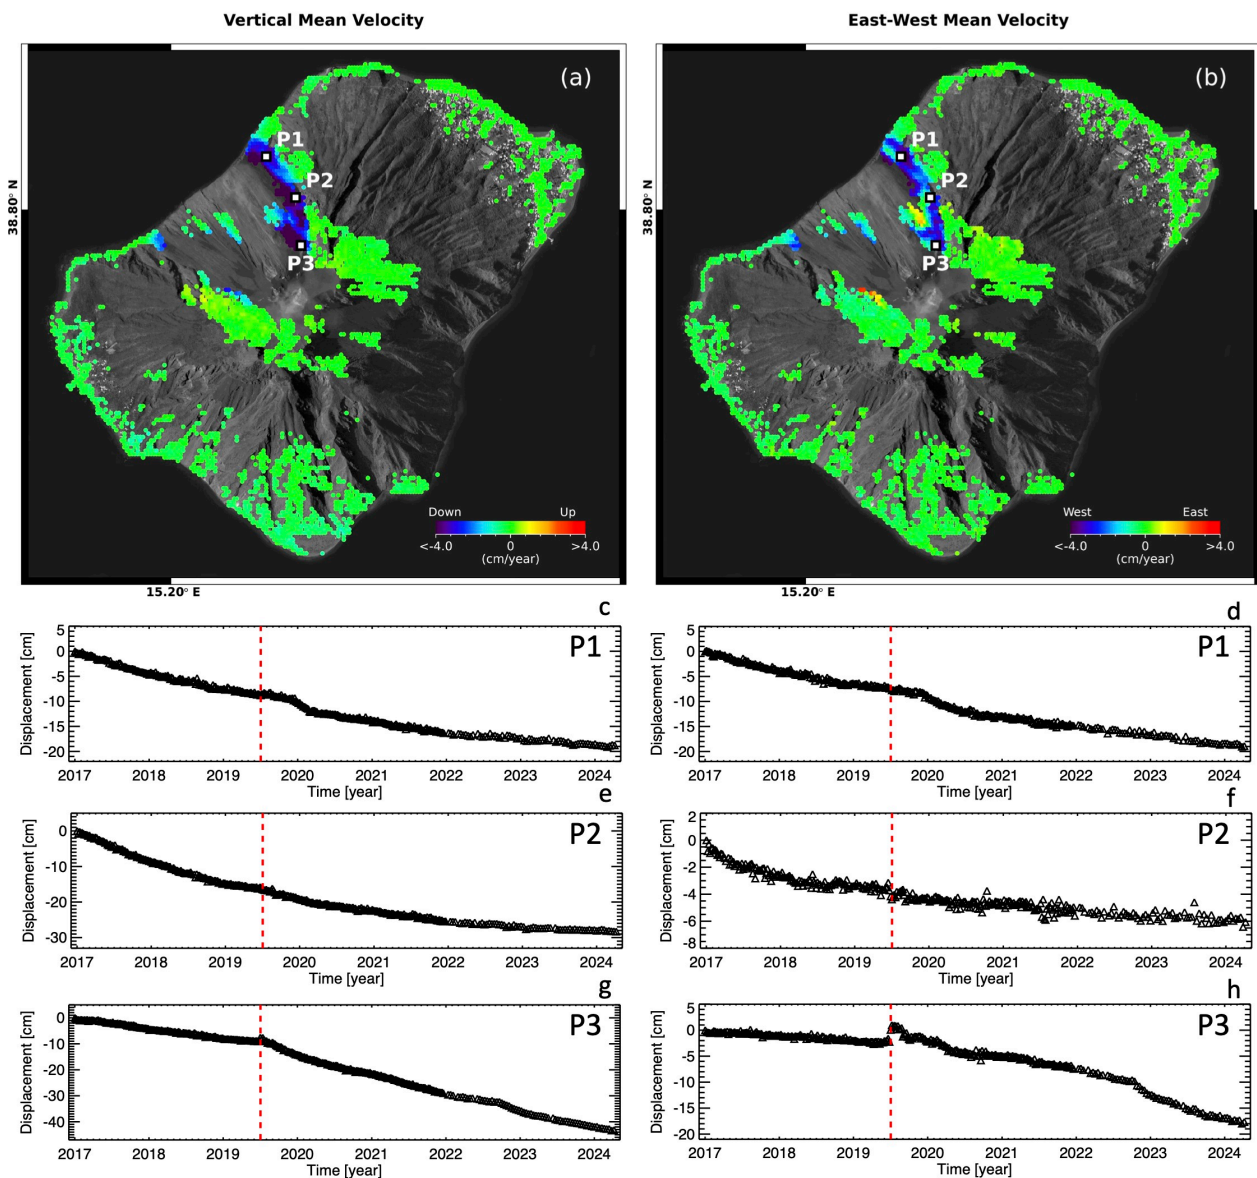 Vertical Mean Velocity
East-West Mean Velocity
(a)
P1
P2
P3
38.80° N
Down Up
<-4.0 0 >4.0
(cm/year)
15.20° E
(b)
P1
P2
P3
38.80° N
West East
<-4.0 0 >4.0
(cm/year)
15.20° E
c
P1
Displacement [cm]
5
0
-5
-10
-15
-20
2017 2018 2019 2020 2021 2022 2023 2024
Time [year]
d
P1
Displacement [cm]
5
0
-5
-10
-15
-20
2017 2018 2019 2020 2021 2022 2023 2024
Time [year]
e
P2
Displacement [cm]
0
-10
-20
-30
2017 2018 2019 2020 2021 2022 2023 2024
Time [year]
f
P2
Displacement [cm]
2
0
-2
-4
-6
-8
2017 2018 2019 2020 2021 2022 2023 2024
Time [year]
g
P3
Displacement [cm]
0
-10
-20
-30
-40
2017 2018 2019 2020 2021 2022 2023 2024
Time [year]
h
P3
Displacement [cm]
5
0
-5
-10
-15
-20
2017 2018 2019 2020 2021 2022 2023 2024
Time [year]